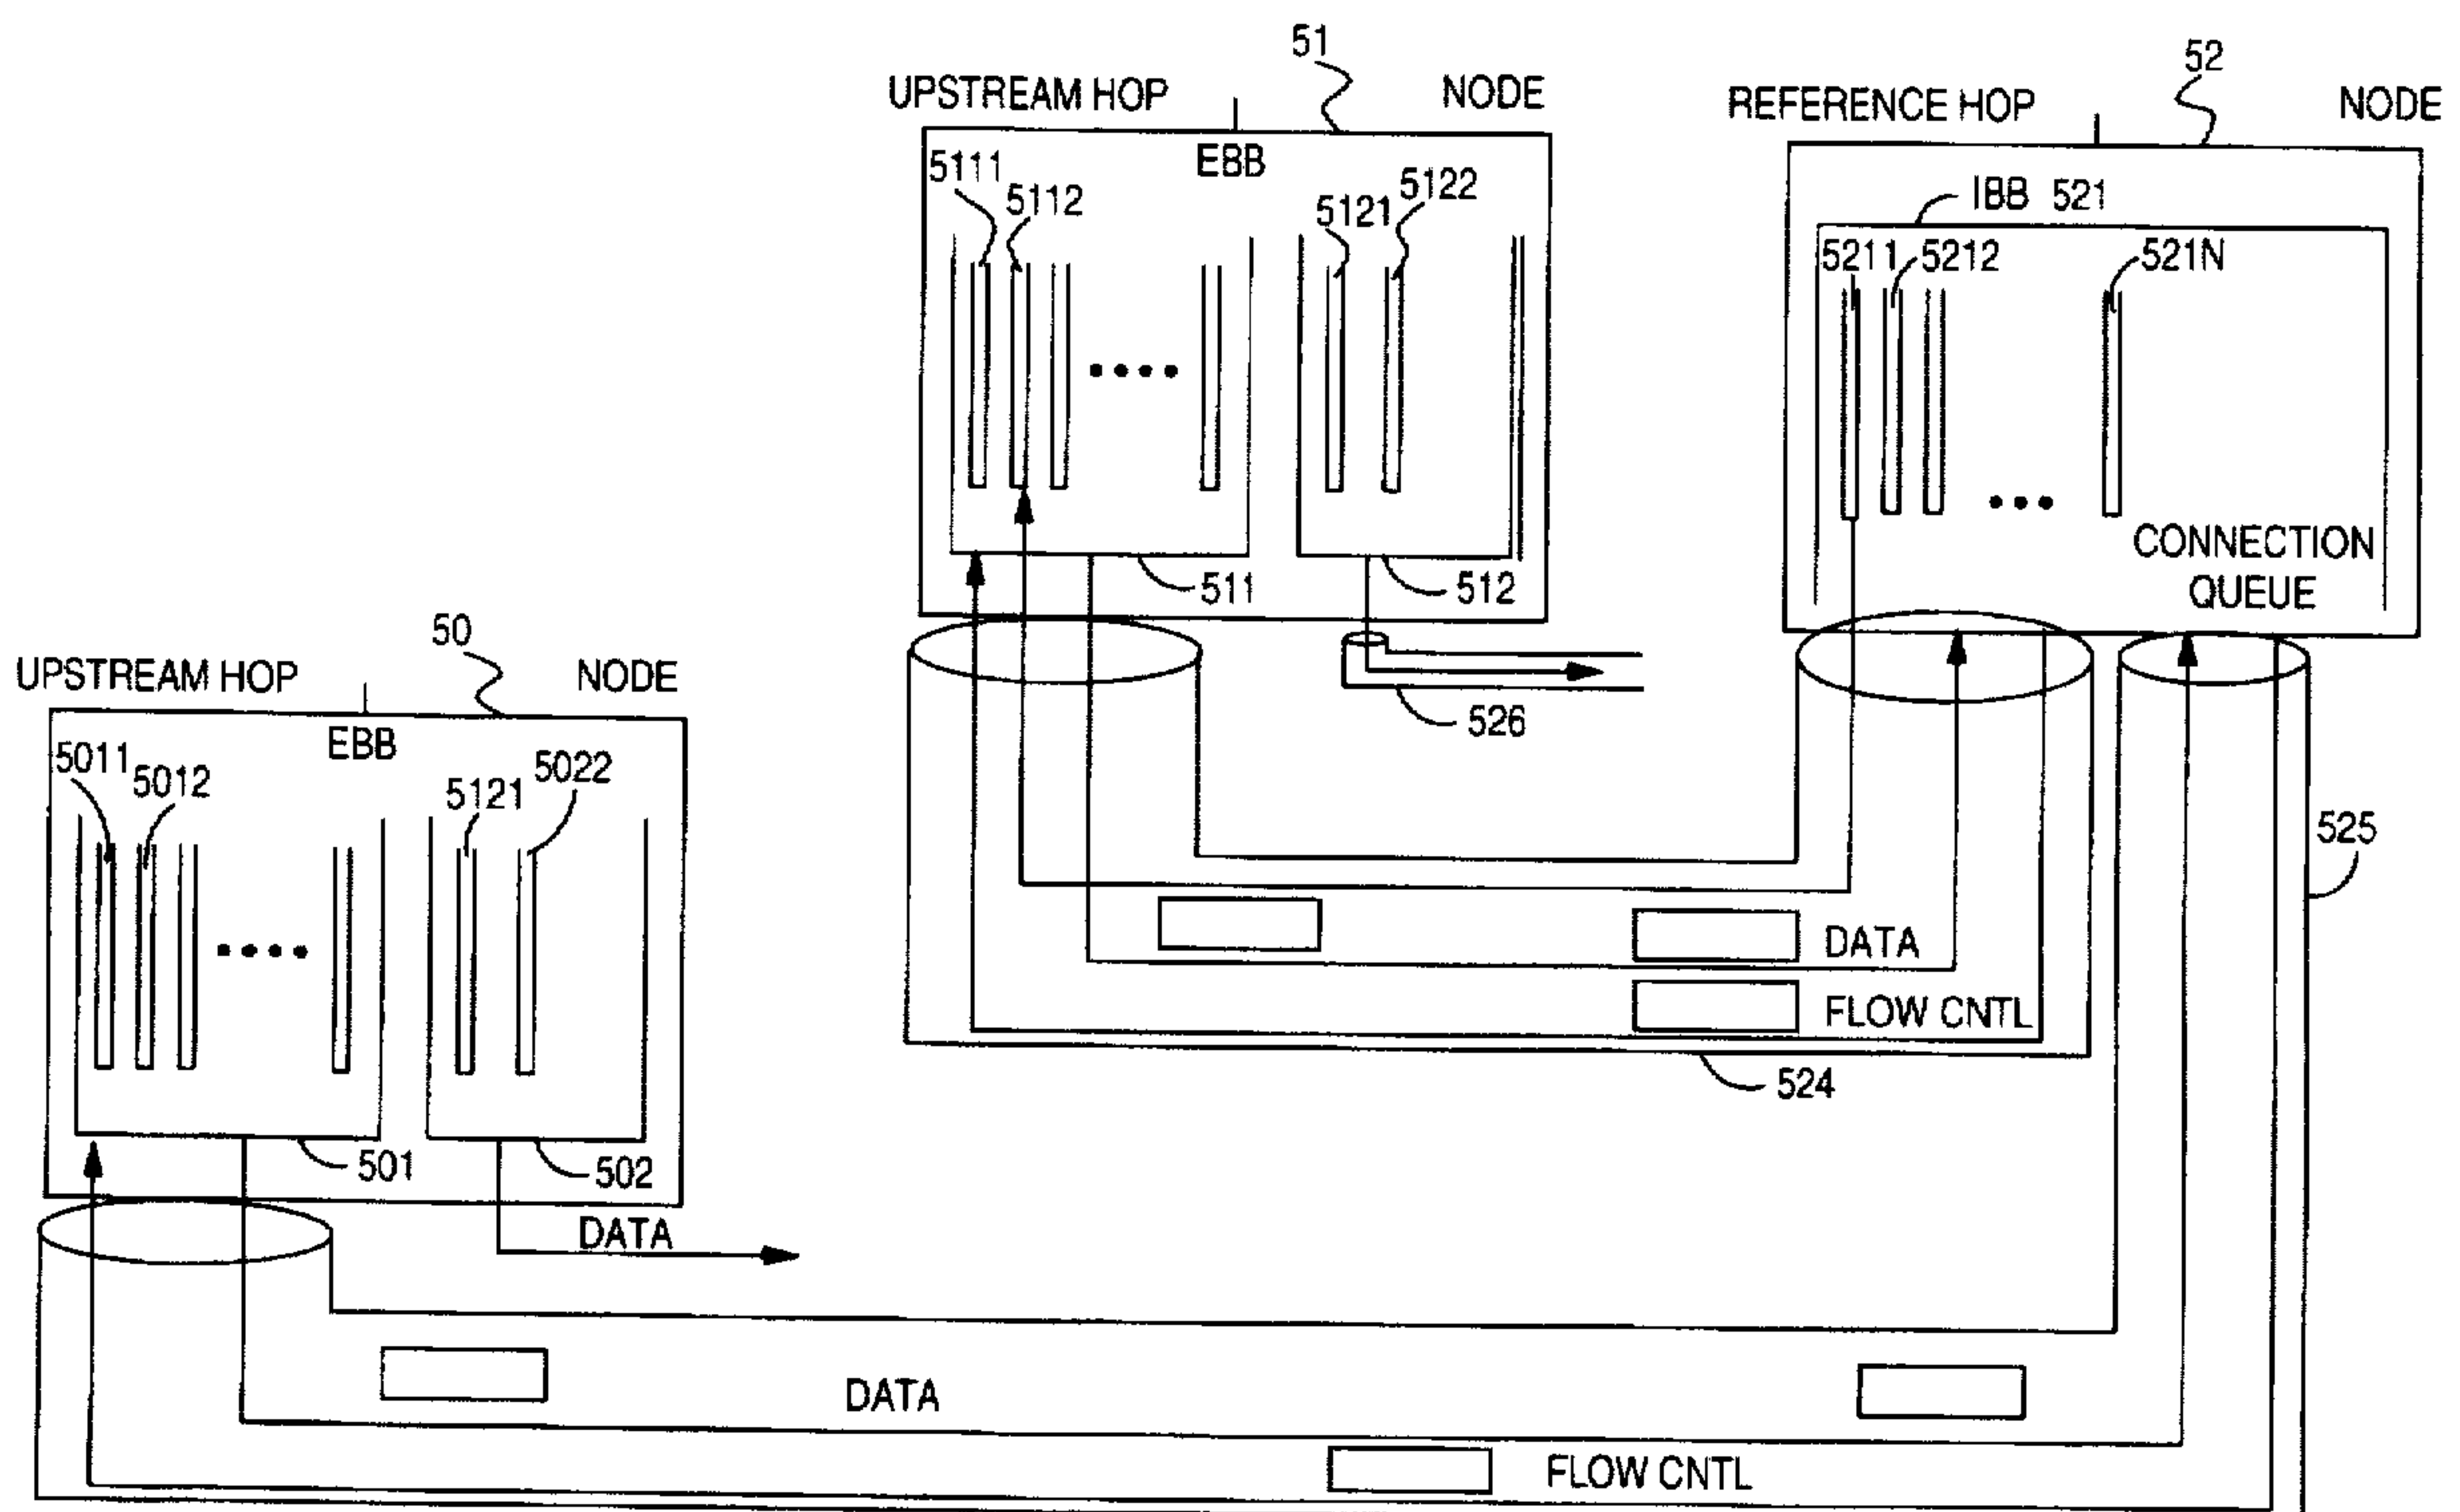 51
52
UPSTREAM HOP NODE
REFERENCE HOP NODE
EBB
5111
5112
5121
5122
IBB 521
5211
5212
521N
CONNECTION
QUEUE
511
512
526
50
UPSTREAM HOP NODE
EBB
5011
5012
5121
5022
525
DATA
FLOW CNTL
524
501
502
DATA
DATA
FLOW CNTL